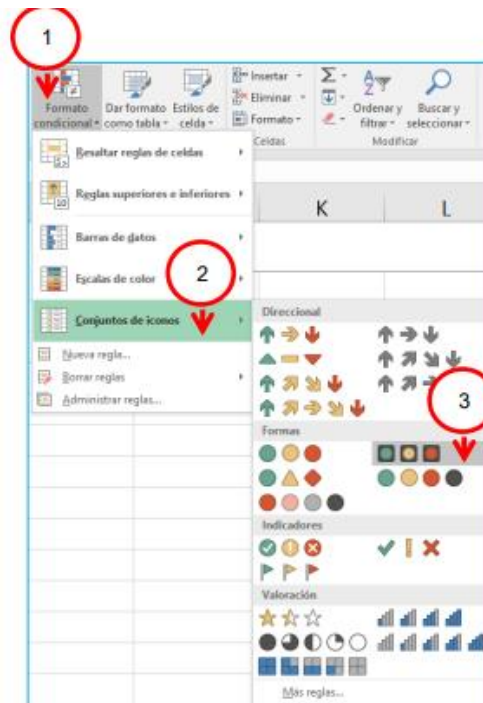 1
Insertar
Eliminar
Formato
Formato condicional
Dar formato como tabla
Estilos de celda
Ordenar y filtrar
Buscar y seleccionar
Celdas
Modificar
Resaltar reglas de celdas
Reglas superiores e inferiores
K
L
Barras de datos
Escalas de color
2
Conjuntos de iconos
Nueva regla...
Borrar reglas
Administrar reglas...
Direccional
3
Formas
Indicadores
Valoración
Más reglas...